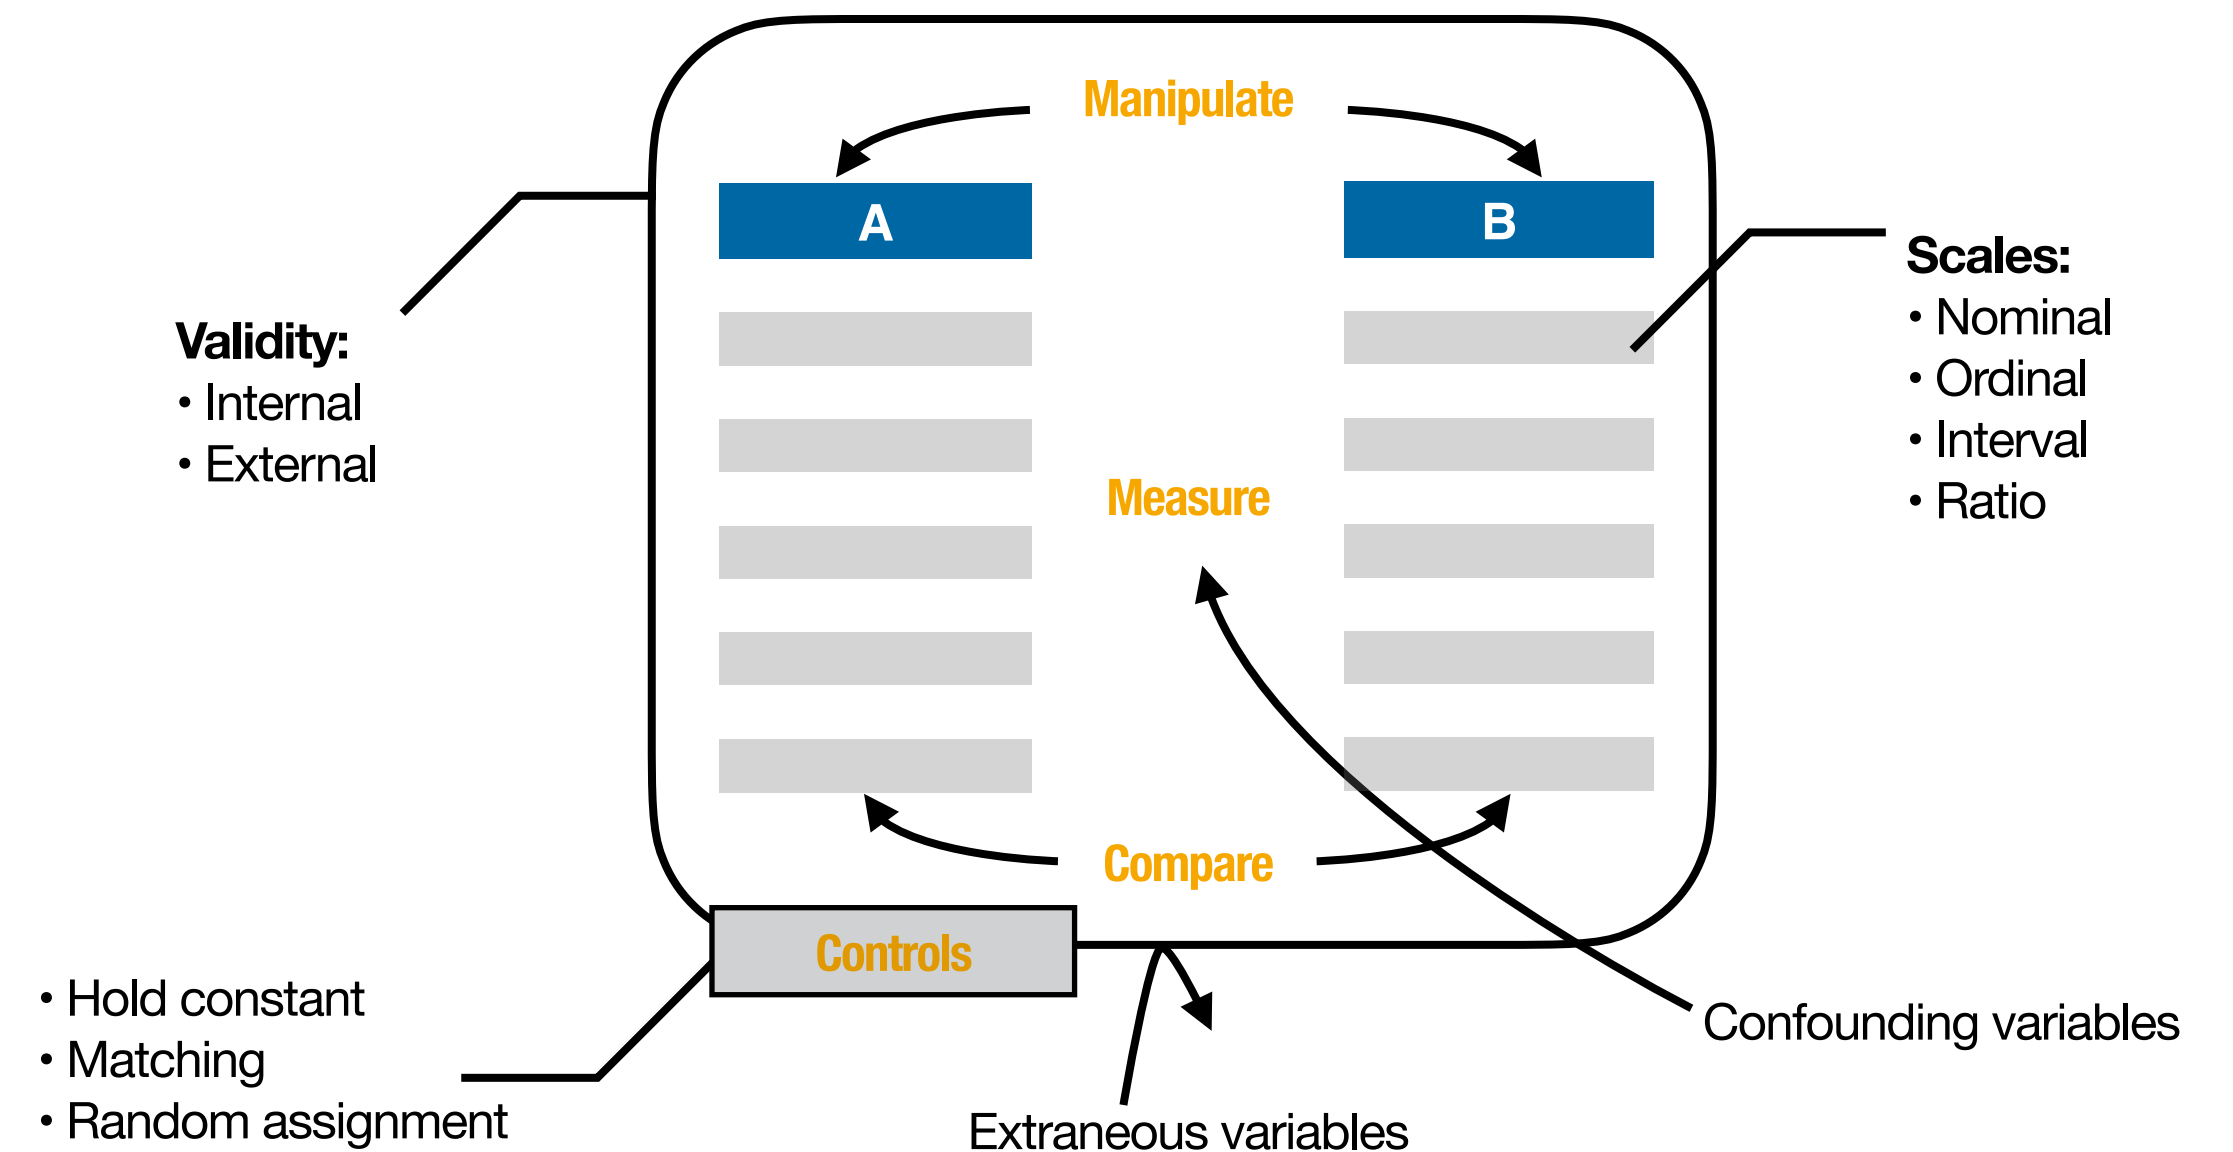 Manipulate
A
B
Validity:
• Internal
• External
Scales:
• Nominal
• Ordinal
• Interval
• Ratio
Measure
Compare
Controls
• Hold constant
• Matching
• Random assignment
Extraneous variables
Confounding variables